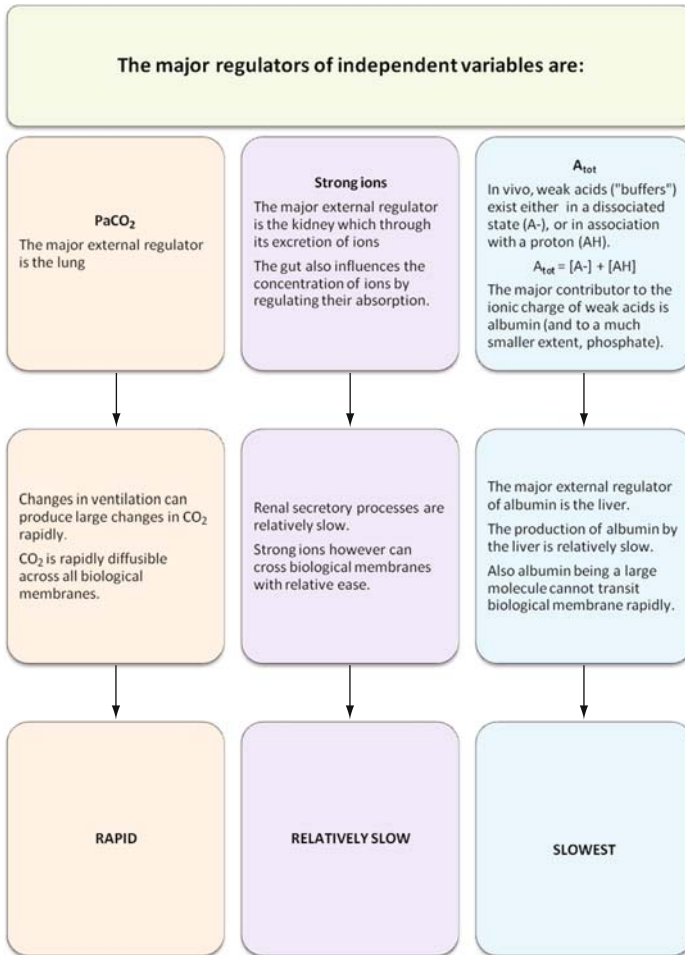 The major regulators of independent variables are:
PaCO₂
The major external regulator
is the lung
Strong ions
The major external regulator
is the kidney which through
its excretion of ions
The gut also influences the
concentration of ions by
regulating their absorption.
Aₜₒₜ
In vivo, weak acids ("buffers")
exist either in a dissociated
state (A-), or in association
with a proton (AH).
Aₜₒₜ = [A-] + [AH]
The major contributor to the
ionic charge of weak acids is
albumin (and to a much
smaller extent, phosphate).
Changes in ventilation can
produce large changes in CO₂
rapidly.
CO₂ is rapidly diffusible
across all biological
membranes.
Renal secretory processes are
relatively slow.
Strong ions however can
cross biological membranes
with relative ease.
The major external regulator
of albumin is the liver.
The production of albumin by
the liver is relatively slow.
Also albumin being a large
molecule cannot transit
biological membrane rapidly.
RAPID
RELATIVELY SLOW
SLOWEST